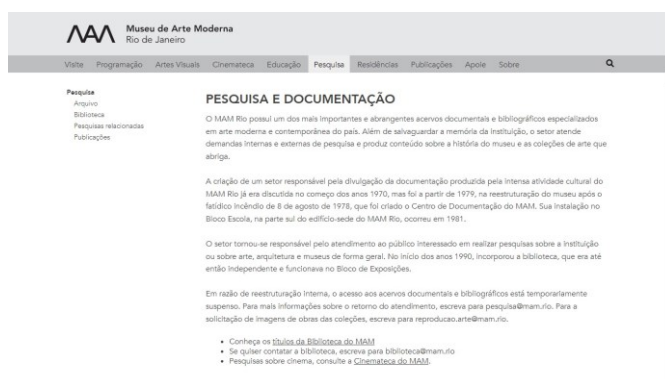 MAM
Museu de Arte Moderna
Rio de Janeiro
Visite Programação Artes Visuais Cinemateca Educação Pesquisa Residências Publicações Apoie Sobre
Pesquisa
Arquivo
Biblioteca
Pesquisas relacionadas
Publicações
PESQUISA E DOCUMENTAÇÃO
O MAM Rio possui um dos mais importantes e abrangentes acervos documentais e bibliográficos especializados
em arte moderna e contemporânea do país. Além de salvaguardar a memória da instituição, o setor atende
demandas internas e externas de pesquisa e produz conteúdo sobre a história do museu e as coleções de arte que
abriga.
A criação de um setor responsável pela divulgação da documentação produzida pela intensa atividade cultural do
MAM Rio já era discutida no começo dos anos 1970, mas foi a partir de 1979, na reestruturação do museu após o
fatídico incêndio de 8 de agosto de 1978, que foi criado o Centro de Documentação do MAM. Sua instalação no
Bloco Escola, na parte sul do edifício-sede do MAM Rio, ocorreu em 1981.
O setor tornou-se responsável pelo atendimento ao público interessado em realizar pesquisas sobre a instituição
ou sobre arte, arquitetura e museus de forma geral. No início dos anos 1990, incorporou a biblioteca, que era até
então independente e funcionava no Bloco de Exposições.
Em razão de reestruturação interna, o acesso aos acervos documentais e bibliográficos está temporariamente
suspenso. Para mais informações sobre o retorno do atendimento, escreva para pesquisa@mam.rio. Para a
solicitação de imagens de obras das coleções, escreva para reproducao.arte@mam.rio.
• Conheça os títulos da Biblioteca do MAM
• Se quiser contatar a biblioteca, escreva para biblioteca@mam.rio
• Pesquisas sobre cinema, consulte a Cinemateca do MAM.